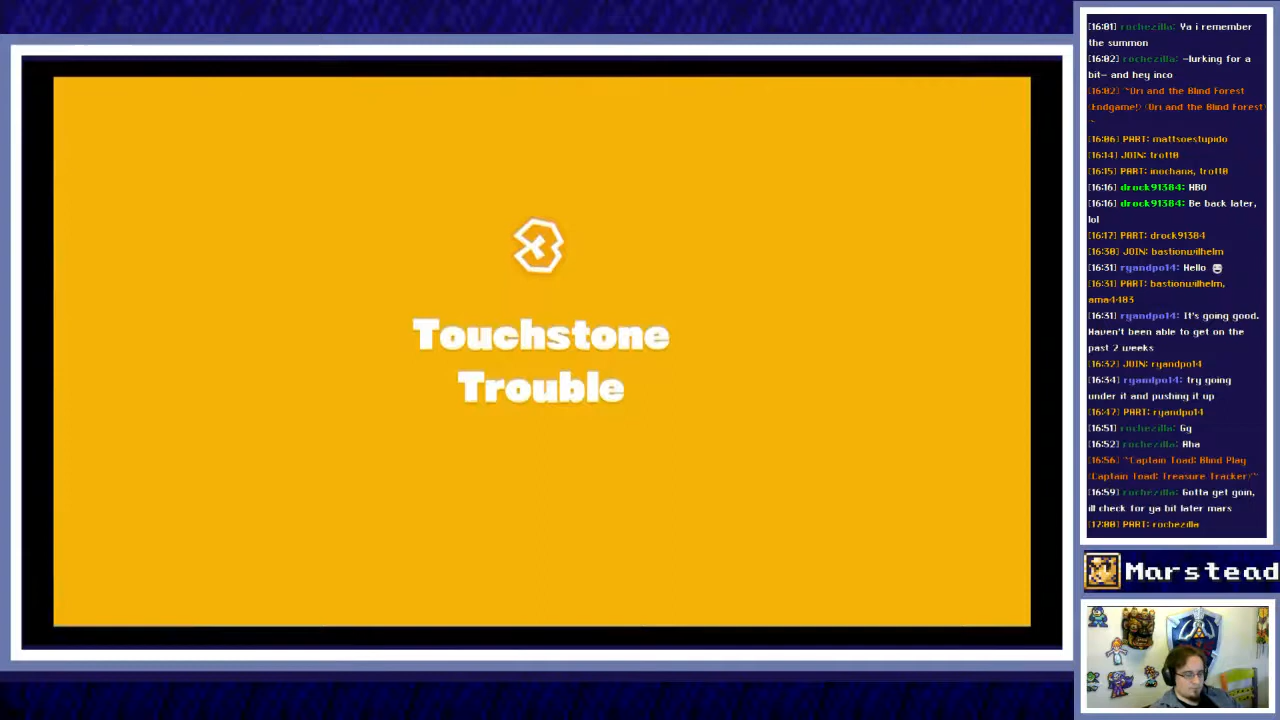 Touchstone
Trouble
[16:01] rochezilla: Ya i remember
the summon
[16:02] rochezilla: -lurking for a
bit- and hey inco
[16:02] ~"Ori and the Blind Forest
(Endgame!) (Ori and the Blind Forest)
"~
[16:06] PART: mattsoestupido
[16:14] JOIN: trott0
[16:15] PART: inochanx, trott0
[16:16] drock91384: HBO
[16:16] drock91384: Be back later,
lol
[16:17] PART: drock91384
[16:30] JOIN: bastionwilhelm
[16:31] ryandpo14: Hello
[16:31] PART: bastionwilhelm,
ama4483
[16:31] ryandpo14: It's going good.
Haven't been able to get on the
past 2 weeks
[16:32] JOIN: ryandpo14
[16:34] ryandpo14: try going
under it and pushing it up
[16:47] PART: ryandpo14
[16:51] rochezilla: Gg
[16:52] rochezilla: Aha
[16:56] ~"Captain Toad: Blind Play
(Captain Toad: Treasure Tracker)"~
[16:59] rochezilla: Gotta get goin,
ill check for ya bit later mars
[17:00] PART: rochezilla
Marstead